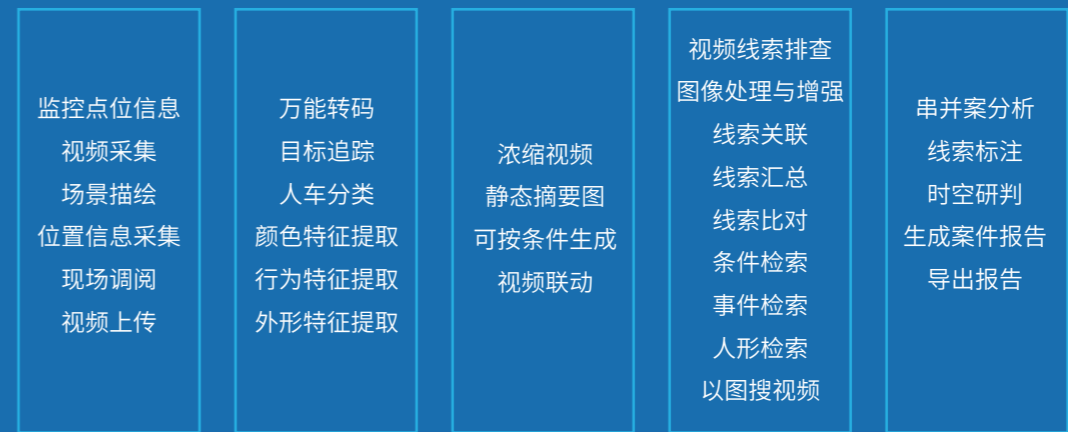 监控点位信息
视频采集
场景描绘
位置信息采集
现场调阅
视频上传
万能转码
目标追踪
人车分类
颜色特征提取
行为特征提取
外形特征提取
浓缩视频
静态摘要图
可按条件生成
视频联动
视频线索排查
图像处理与增强
线索关联
线索汇总
线索比对
条件检索
事件检索
人形检索
以图搜视频
串并案分析
线索标注
时空研判
生成案件报告
导出报告